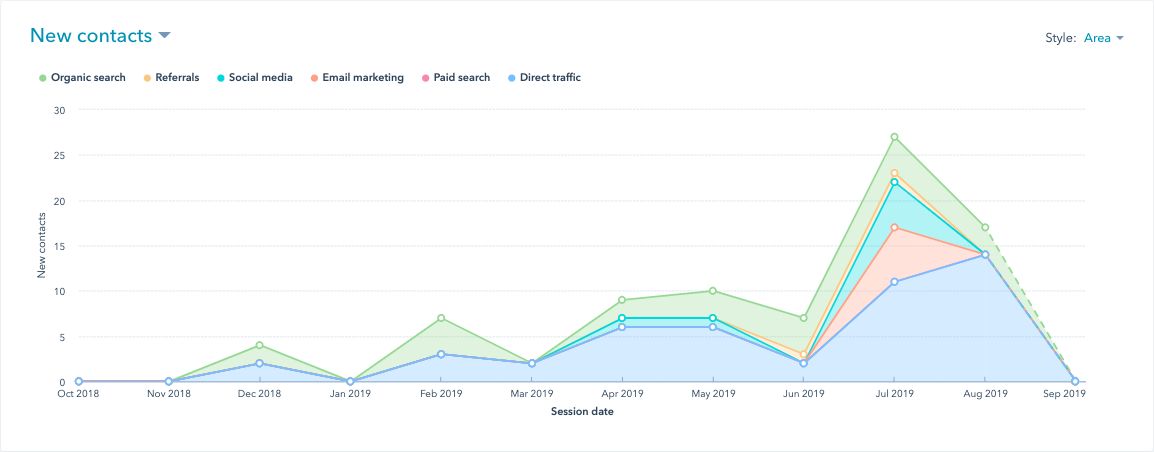 New contacts
Style: Area
Organic search Referrals Social media Email marketing Paid search Direct traffic
30
25
20
15
10
5
0
New contacts
Oct 2018 Nov 2018 Dec 2018 Jan 2019 Feb 2019 Mar 2019 Apr 2019 May 2019 Jun 2019 Jul 2019 Aug 2019 Sep 2019
Session date